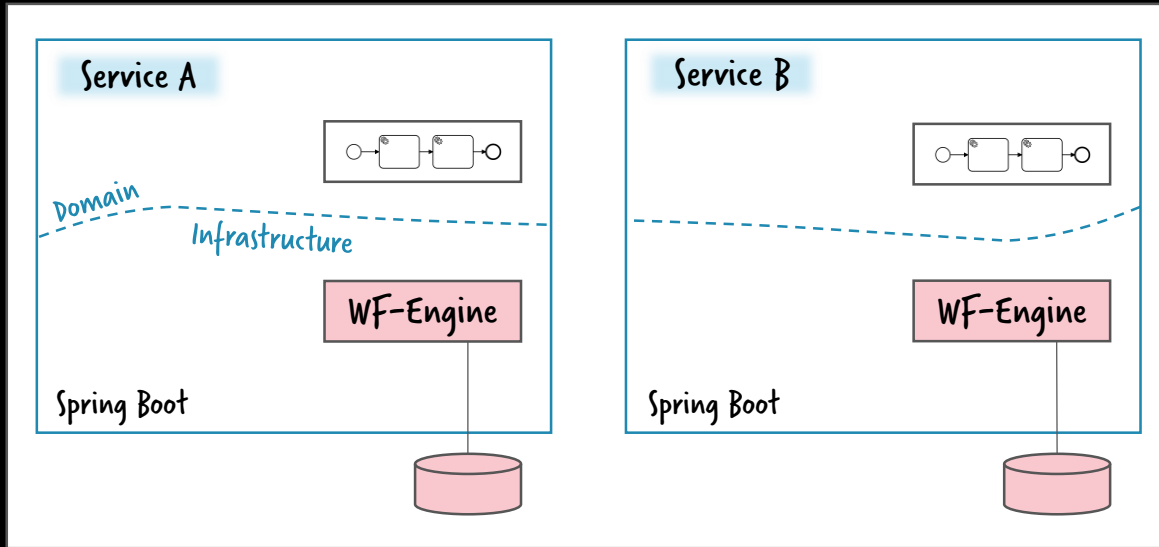 Service A
Domain
Infrastructure
WF-Engine
Spring Boot
Service B
WF-Engine
Spring Boot